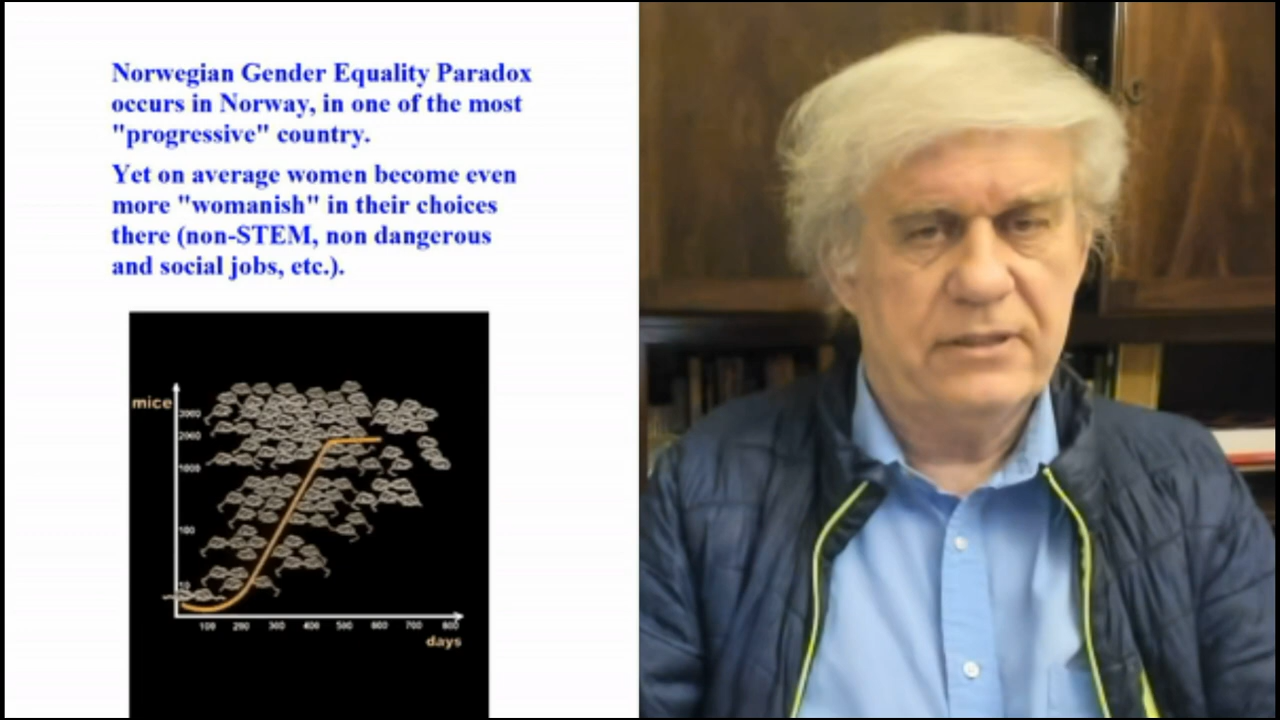 Norwegian Gender Equality Paradox
occurs in Norway, in one of the most
"progressive" country.
Yet on average women become even
more "womanish" in their choices
there (non-STEM, non dangerous
and social jobs, etc.).
mice
100
10
100 200 300 400 500 600 700 800
days